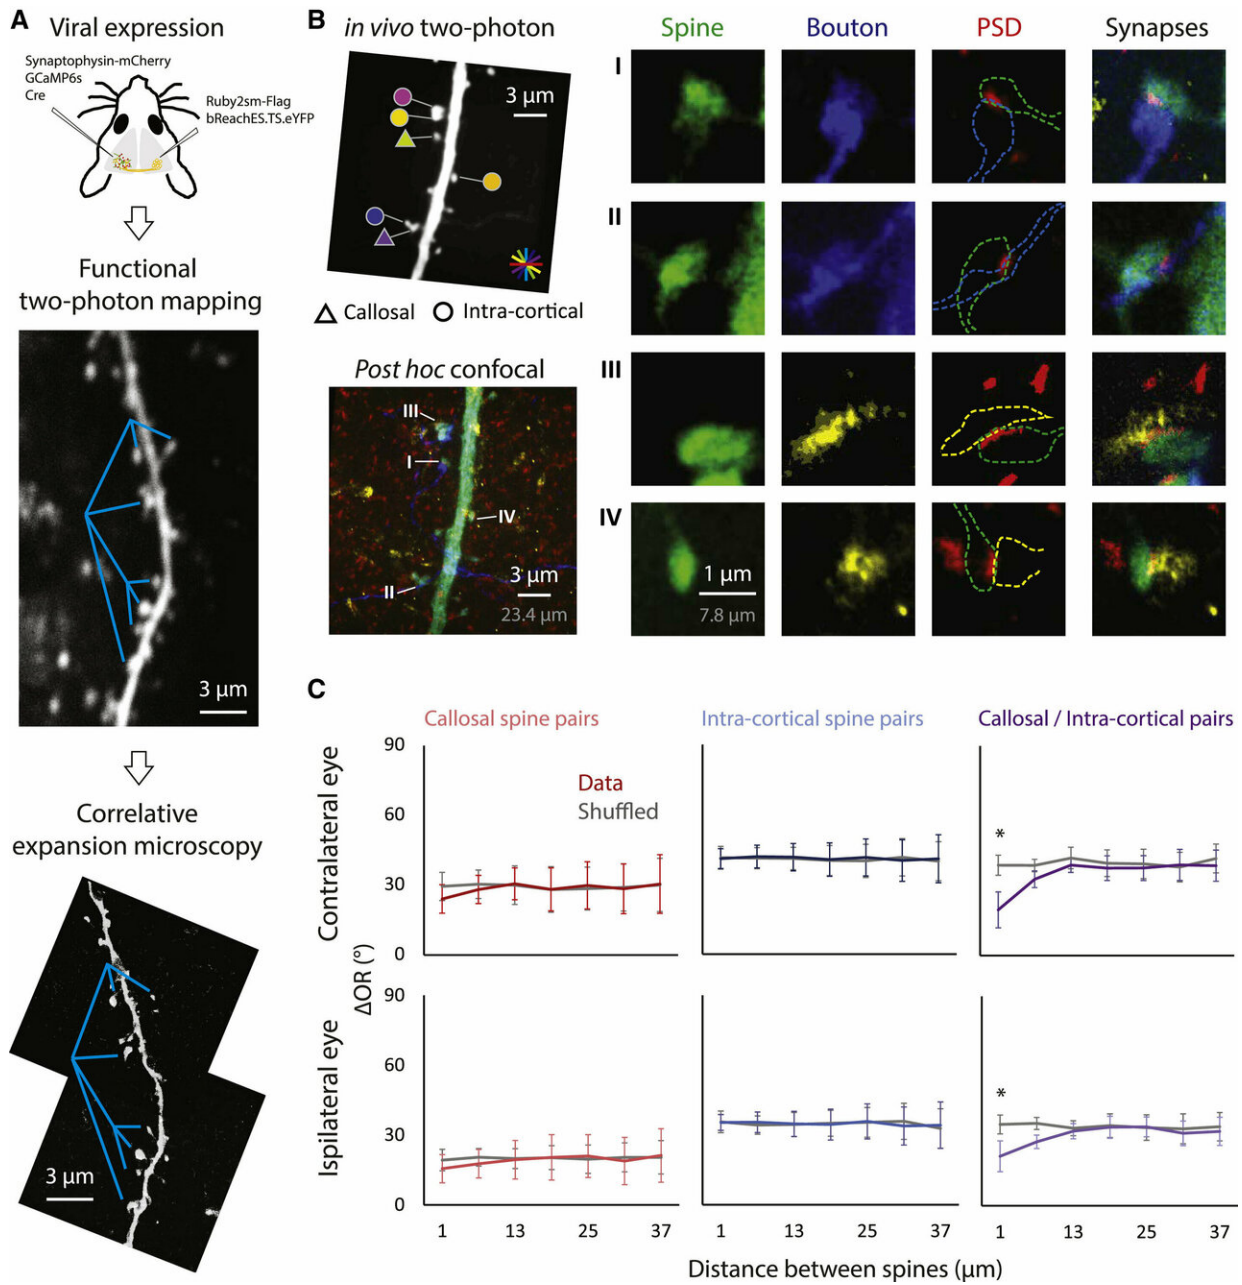 A
Viral expression
Synaptophysin-mCherry
GCaMP6s
Cre
Ruby2sm-Flag
bReachES.TS.eYFP
Functional
two-photon mapping
3 µm
Correlative
expansion microscopy
3 µm
B
in vivo two-photon
3 µm
Callosal
Intra-cortical
Post hoc confocal
III
I
IV
II
3 µm
23.4 µm
Spine
Bouton
PSD
Synapses
I
II
III
IV
1 µm
7.8 µm
C
Callosal spine pairs
Intra-cortical spine pairs
Callosal / Intra-cortical pairs
Contralateral eye
90
60
30
0
Data
Shuffled
*
ΔOR (°)
Ispilateral eye
90
60
30
0
*
1 13 25 37
1 13 25 37
1 13 25 37
Distance between spines (µm)